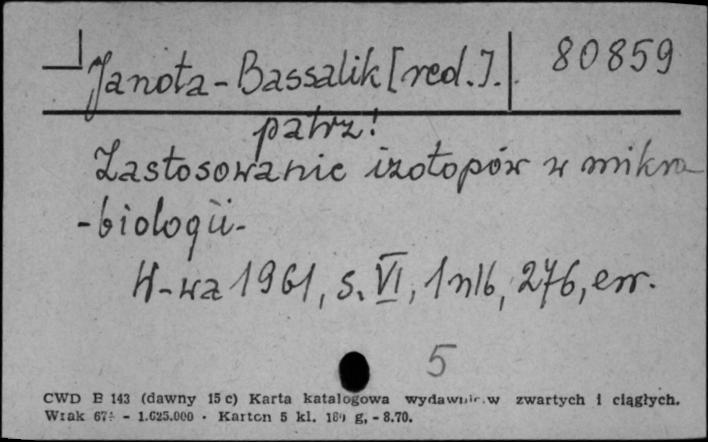 Janota-Bassalik [red.]. 80859
patrz!
Zastosowanie izotopów w mikro-
-biologii-
W-wa 1961, s. VI, 1 nlb, 276, err.
5
CWD B 143 (dawny 15 c) Karta katalogowa wydawnic.w zwartych i ciągłych.
Wzak 67 - 1.625.000 · Karton 5 kl. 180 g, - 8.70.